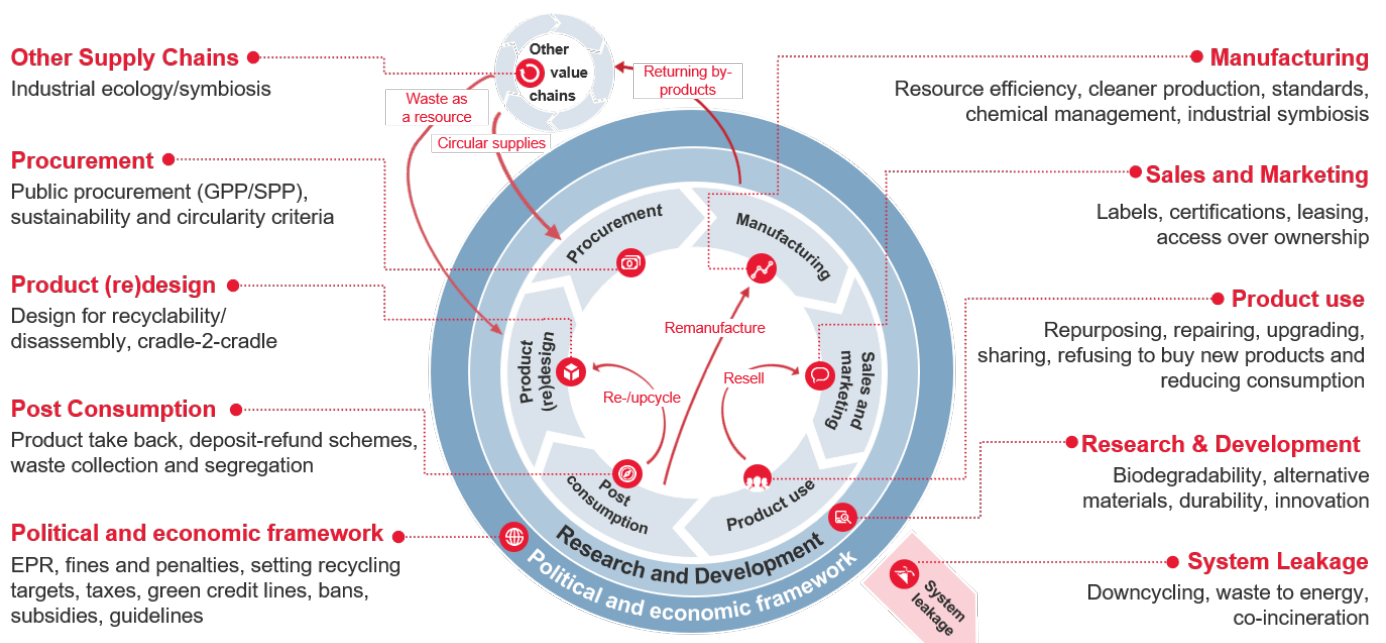 Other Supply Chains
Industrial ecology/symbiosis
Procurement
Public procurement (GPP/SPP),
sustainability and circularity criteria
Product (re)design
Design for recyclability/
disassembly, cradle-2-cradle
Post Consumption
Product take back, deposit-refund schemes,
waste collection and segregation
Political and economic framework
EPR, fines and penalties, setting recycling
targets, taxes, green credit lines, bans,
subsidies, guidelines
Other
value
chains
Waste as
a resource
Circular supplies
Returning by-
products
Procurement
Manufacturing
Sales and
marketing
Product use
Post
consumption
Product
(re)design
Remanufacture
Resell
Re-/upcycle
Research and Development
Political and economic framework
System
leakage
Manufacturing
Resource efficiency, cleaner production, standards,
chemical management, industrial symbiosis
Sales and Marketing
Labels, certifications, leasing,
access over ownership
Product use
Repurposing, repairing, upgrading,
sharing, refusing to buy new products and
reducing consumption
Research & Development
Biodegradability, alternative
materials, durability, innovation
System Leakage
Downcycling, waste to energy,
co-incineration